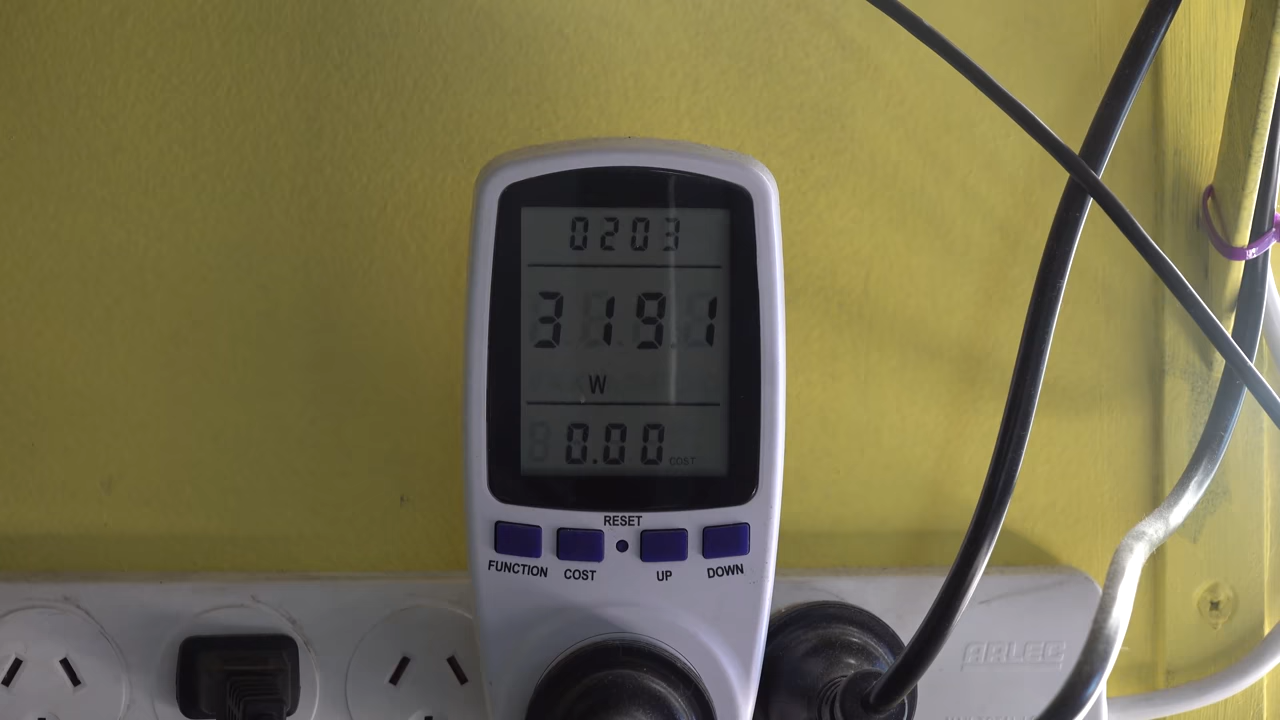 0203
3191
W
0.00 COST
RESET
FUNCTION COST UP DOWN
ARLEC